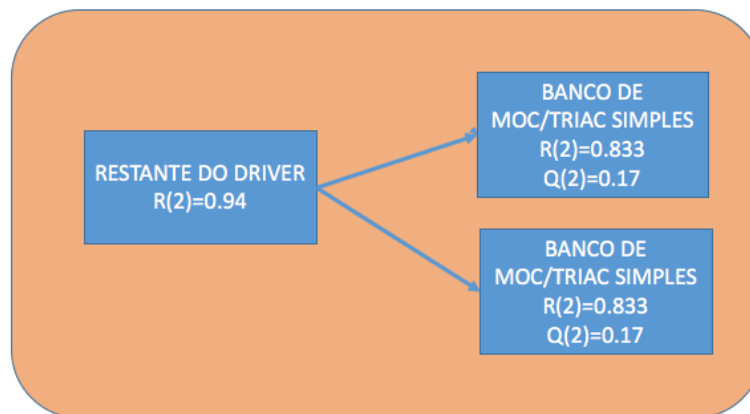 RESTANTE DO DRIVER
R(2)=0.94
BANCO DE
MOC/TRIAC SIMPLES
R(2)=0.833
Q(2)=0.17
BANCO DE
MOC/TRIAC SIMPLES
R(2)=0.833
Q(2)=0.17